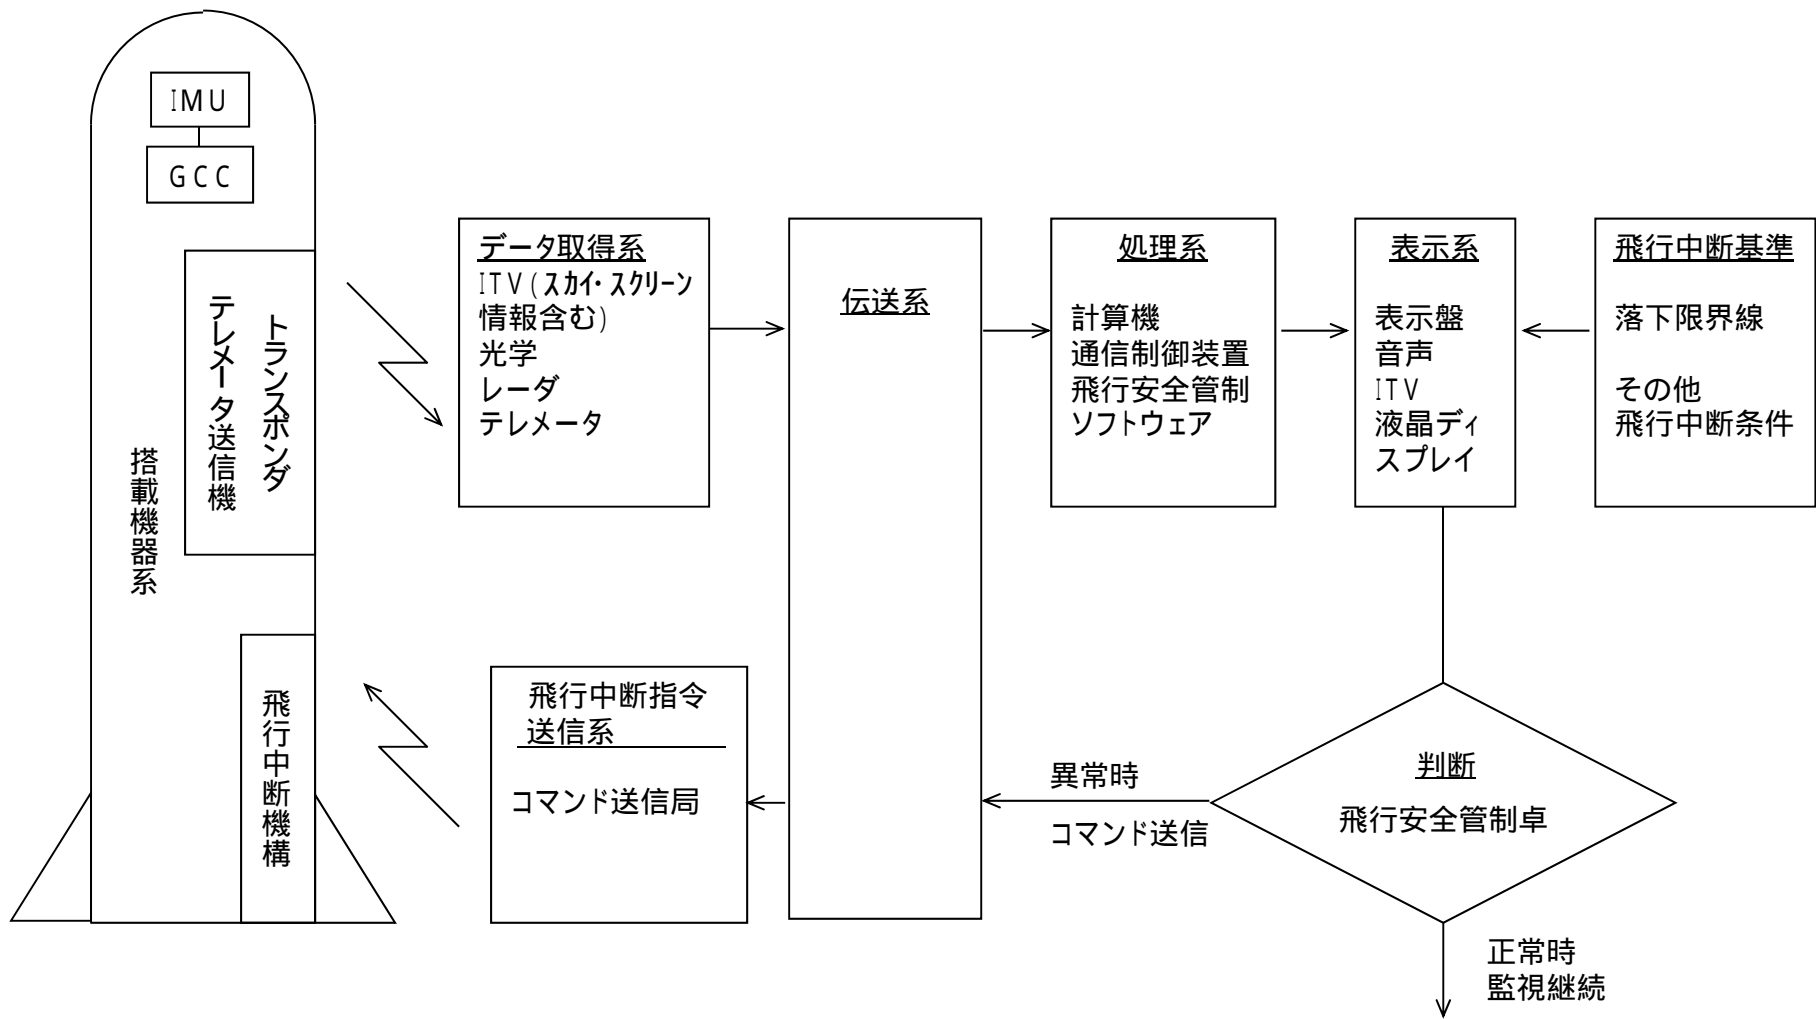 IMU
GCC
搭載機器系
トランスポンダ
テレメータ送信機
飛行中断機構
データ取得系
ITV(スカイ・スクリーン
情報含む)
光学
レーダ
テレメータ
伝送系
処理系
計算機
通信制御装置
飛行安全管制
ソフトウェア
表示系
表示盤
音声
ITV
液晶ディ
スプレイ
飛行中断基準
落下限界線
その他
飛行中断条件
飛行中断指令
送信系
コマンド送信局
異常時
コマンド送信
判断
飛行安全管制卓
正常時
監視継続